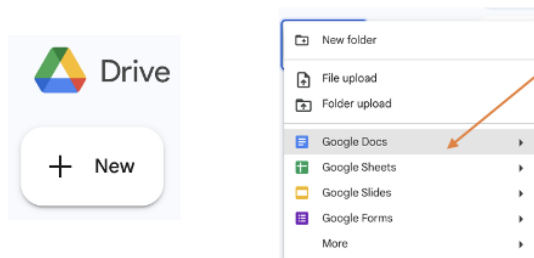 Drive
New
New folder
File upload
Folder upload
Google Docs
Google Sheets
Google Slides
Google Forms
More